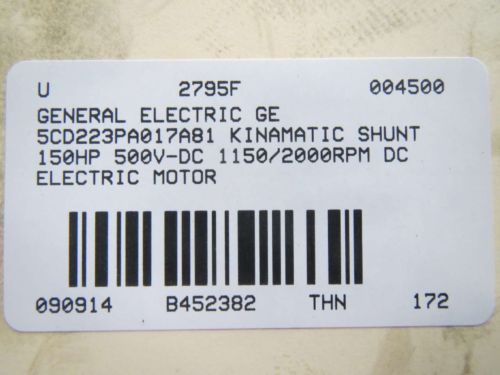 U 2795F 004500
GENERAL ELECTRIC GE
5CD223PA017A81 KINAMATIC SHUNT
150HP 500V-DC 1150/2000RPM DC
ELECTRIC MOTOR
090914 B452382 THN 172